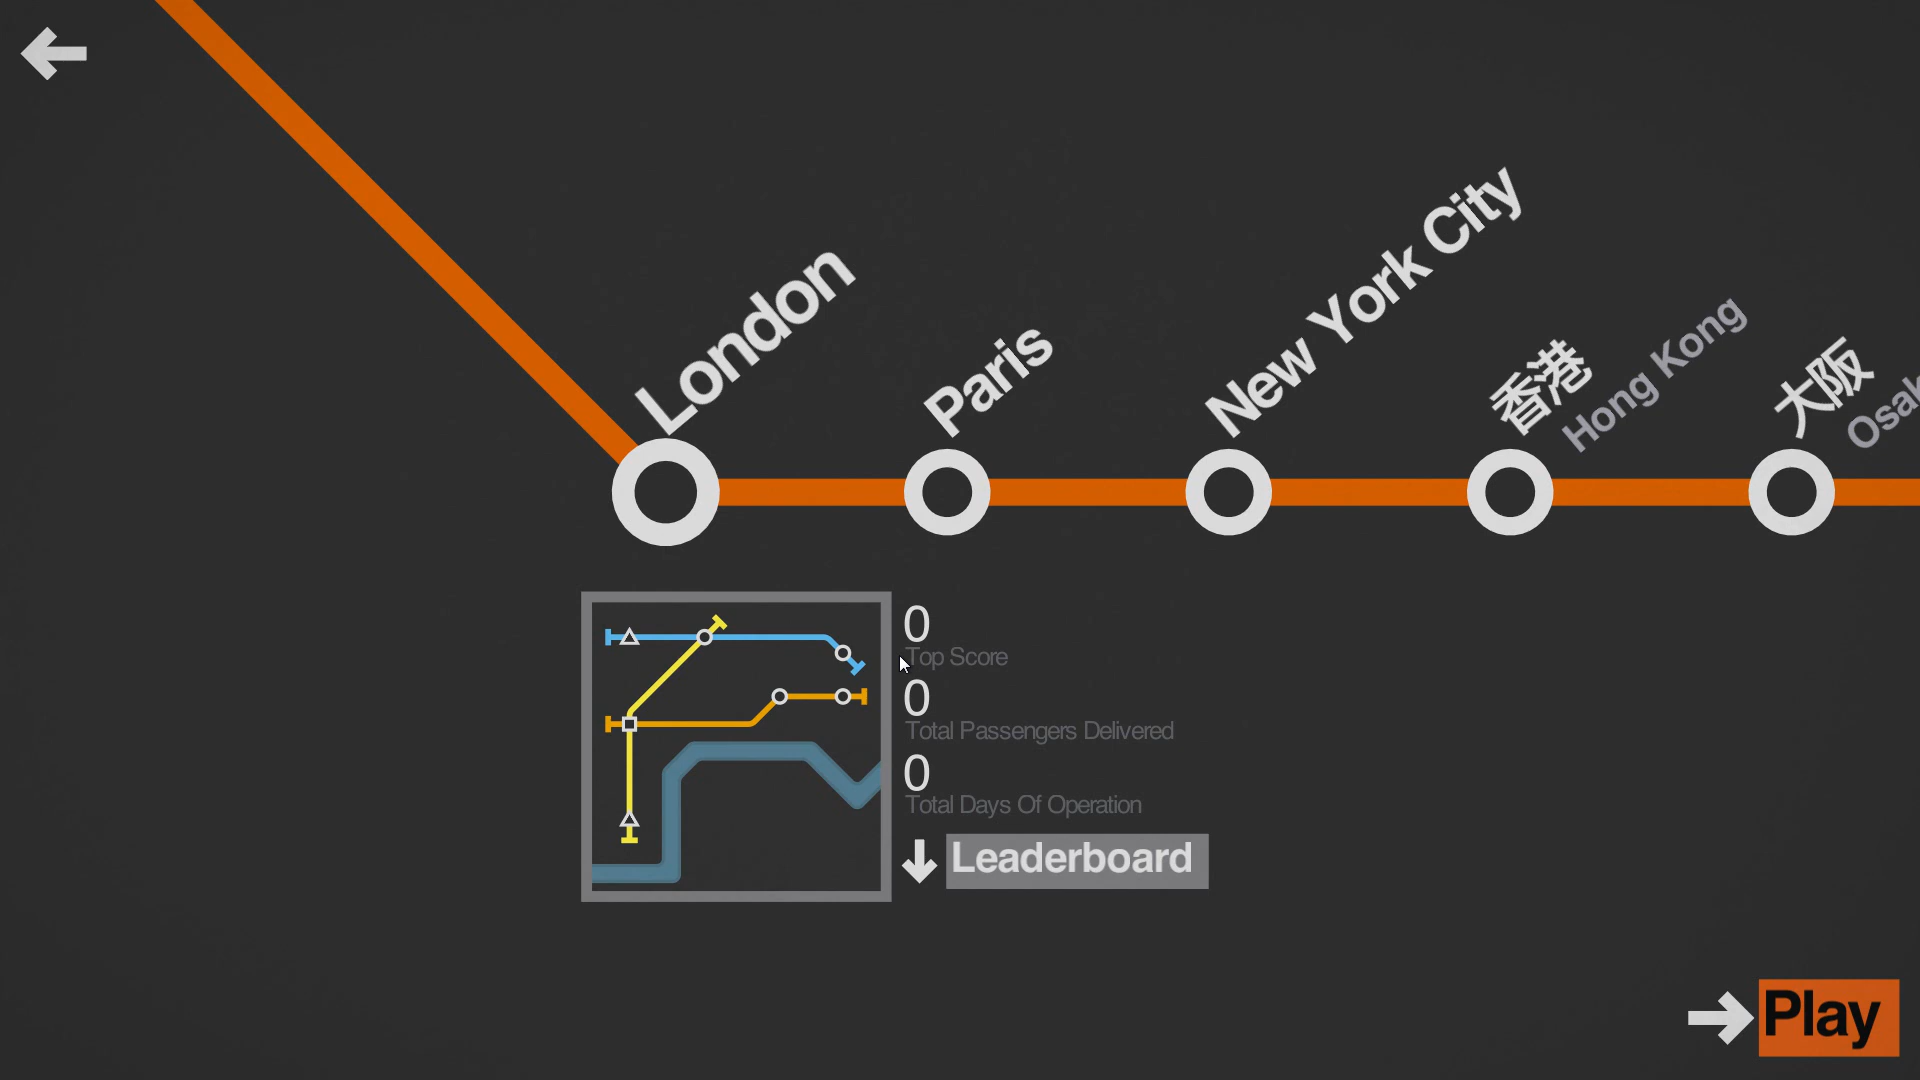 London
Paris
New York City
香港
Hong Kong
大阪
0
Top Score
0
Total Passengers Delivered
0
Total Days Of Operation
Leaderboard
Play